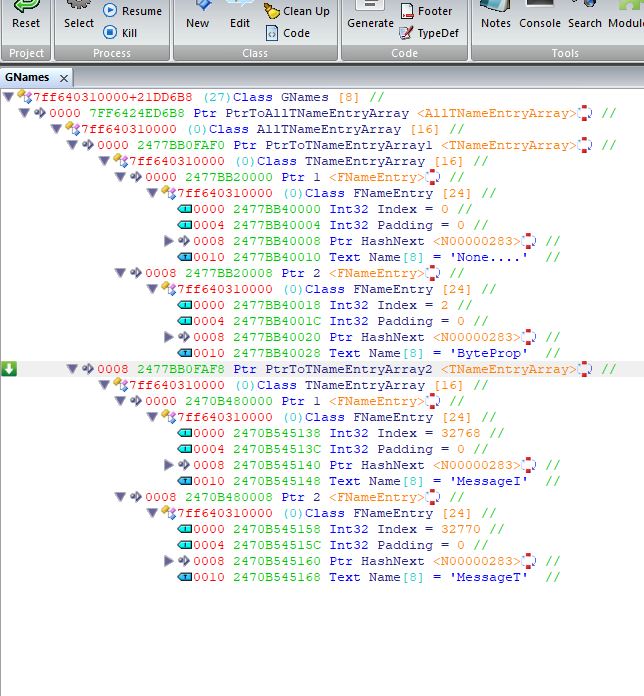 Reset Select Resume Kill New Edit Clean Up Code Generate Footer TypeDef Notes Console Search Modul
Project Process Class Code Tools
GNames x
7ff640310000+21DD6B8 (27)Class GNames [8] //
0000 7FF6424ED6B8 Ptr PtrToAllTNameEntryArray <AllTNameEntryArray> //
7ff640310000 (0)Class AllTNameEntryArray [16] //
0000 2477BB0FAF0 Ptr PtrToTNameEntryArray1 <TNameEntryArray> //
7ff640310000 (0)Class TNameEntryArray [16] //
0000 2477BB20000 Ptr 1 <FNameEntry> //
7ff640310000 (0)Class FNameEntry [24] //
0000 2477BB40000 Int32 Index = 0 //
0004 2477BB40004 Int32 Padding = 0 //
0008 2477BB40008 Ptr HashNext <N00000283> //
0010 2477BB40010 Text Name[8] = 'None....' //
0008 2477BB20008 Ptr 2 <FNameEntry> //
7ff640310000 (0)Class FNameEntry [24] //
0000 2477BB40018 Int32 Index = 2 //
0004 2477BB4001C Int32 Padding = 0 //
0008 2477BB40020 Ptr HashNext <N00000283> //
0010 2477BB40028 Text Name[8] = 'ByteProp' //
0008 2477BB0FAF8 Ptr PtrToTNameEntryArray2 <TNameEntryArray> //
7ff640310000 (0)Class TNameEntryArray [16] //
0000 2470B480000 Ptr 1 <FNameEntry> //
7ff640310000 (0)Class FNameEntry [24] //
0000 2470B545138 Int32 Index = 32768 //
0004 2470B54513C Int32 Padding = 0 //
0008 2470B545140 Ptr HashNext <N00000283> //
0010 2470B545148 Text Name[8] = 'MessageI' //
0008 2470B480008 Ptr 2 <FNameEntry> //
7ff640310000 (0)Class FNameEntry [24] //
0000 2470B545158 Int32 Index = 32770 //
0004 2470B54515C Int32 Padding = 0 //
0008 2470B545160 Ptr HashNext <N00000283> //
0010 2470B545168 Text Name[8] = 'MessageT' //